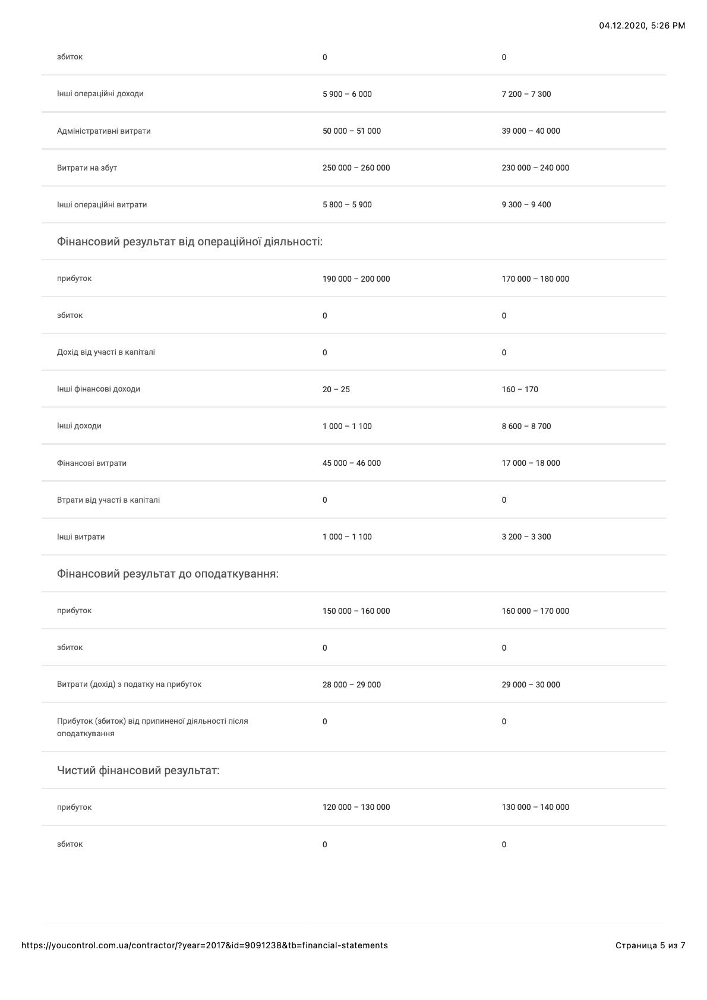 04.12.2020, 5:26 PM
збиток 0 0
Інші операційні доходи 5 900 – 6 000 7 200 – 7 300
Адміністративні витрати 50 000 – 51 000 39 000 – 40 000
Витрати на збут 250 000 – 260 000 230 000 – 240 000
Інші операційні витрати 5 800 – 5 900 9 300 – 9 400
Фінансовий результат від операційної діяльності:
прибуток 190 000 – 200 000 170 000 – 180 000
збиток 0 0
Дохід від участі в капіталі 0 0
Інші фінансові доходи 20 – 25 160 – 170
Інші доходи 1 000 – 1 100 8 600 – 8 700
Фінансові витрати 45 000 – 46 000 17 000 – 18 000
Втрати від участі в капіталі 0 0
Інші витрати 1 000 – 1 100 3 200 – 3 300
Фінансовий результат до оподаткування:
прибуток 150 000 – 160 000 160 000 – 170 000
збиток 0 0
Витрати (дохід) з податку на прибуток 28 000 – 29 000 29 000 – 30 000
Прибуток (збиток) від припиненої діяльності після 0 0
оподаткування
Чистий фінансовий результат:
прибуток 120 000 – 130 000 130 000 – 140 000
збиток 0 0
https://youcontrol.com.ua/contractor/?year=2017&id=9091238&tb=financial-statements Страница 5 из 7